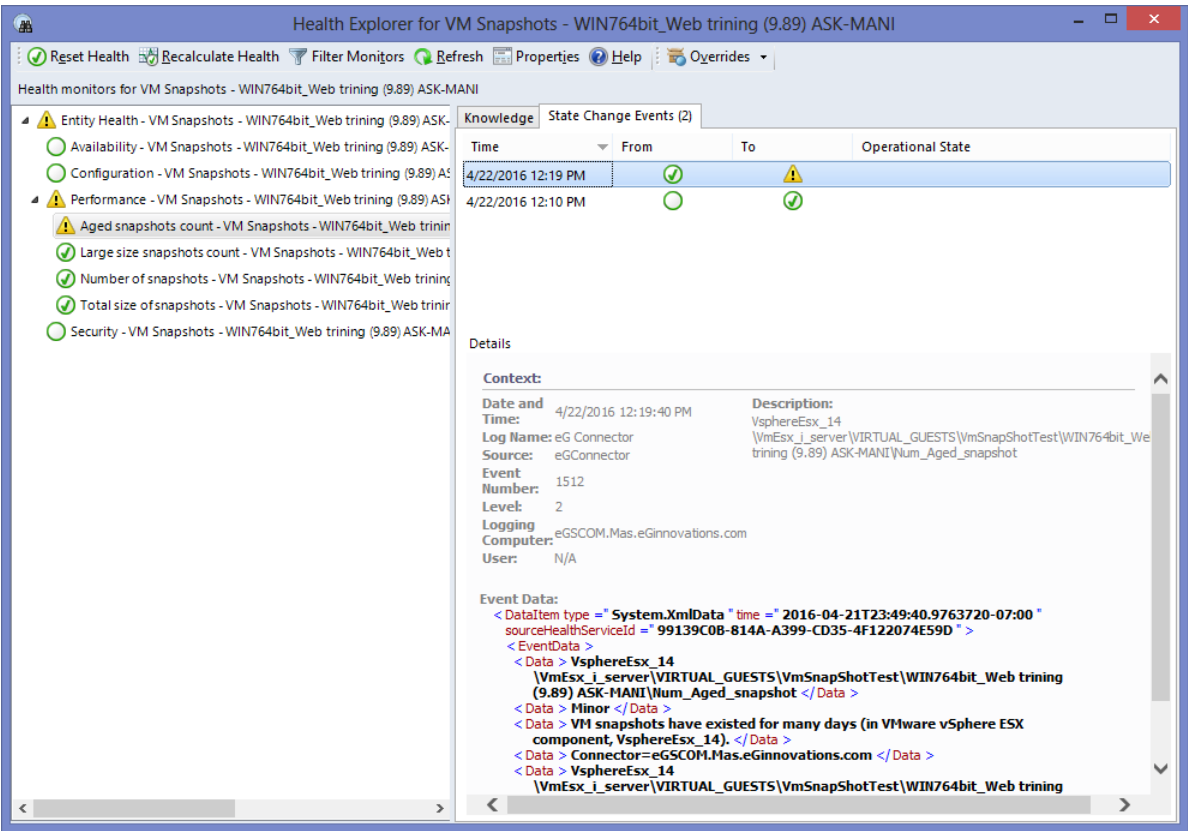 Health Explorer for VM Snapshots - WIN764bit_Web trining (9.89) ASK-MANI
Reset Health Recalculate Health Filter Monitors Refresh Properties Help Overrides
Health monitors for VM Snapshots - WIN764bit_Web trining (9.89) ASK-MANI
Entity Health - VM Snapshots - WIN764bit_Web trining (9.89) ASK-
Availability - VM Snapshots - WIN764bit_Web trining (9.89) ASK-
Configuration - VM Snapshots - WIN764bit_Web trining (9.89) AS
Performance - VM Snapshots - WIN764bit_Web trining (9.89) ASK
Aged snapshots count - VM Snapshots - WIN764bit_Web trinin
Large size snapshots count - VM Snapshots - WIN764bit_Web t
Number of snapshots - VM Snapshots - WIN764bit_Web trining
Total size of snapshots - VM Snapshots - WIN764bit_Web trinin
Security - VM Snapshots - WIN764bit_Web trining (9.89) ASK-MA
Knowledge State Change Events (2)
Time From To Operational State
4/22/2016 12:19 PM
4/22/2016 12:10 PM
Details
Context:
Date and Time: 4/22/2016 12:19:40 PM
Log Name: eG Connector
Source: eGConnector
Event Number: 1512
Level: 2
Logging Computer: eGSCOM.Mas.eGinnovations.com
User: N/A
Description:
VsphereEsx_14
\VmEsx_i_server\VIRTUAL_GUESTS\VmSnapShotTest\WIN764bit_We
trining (9.89) ASK-MANI\Num_Aged_snapshot
Event Data:
< DataItem type =" System.XmlData " time =" 2016-04-21T23:49:40.9763720-07:00 "
sourceHealthServiceId =" 99139C0B-814A-A399-CD35-4F122074E59D " >
< EventData >
< Data > VsphereEsx_14
\VmEsx_i_server\VIRTUAL_GUESTS\VmSnapShotTest\WIN764bit_Web trining
(9.89) ASK-MANI\Num_Aged_snapshot </ Data >
< Data > Minor </ Data >
< Data > VM snapshots have existed for many days (in VMware vSphere ESX
component, VsphereEsx_14). </ Data >
< Data > Connector=eGSCOM.Mas.eGinnovations.com </ Data >
< Data > VsphereEsx_14
\VmEsx_i_server\VIRTUAL_GUESTS\VmSnapShotTest\WIN764bit_Web trining